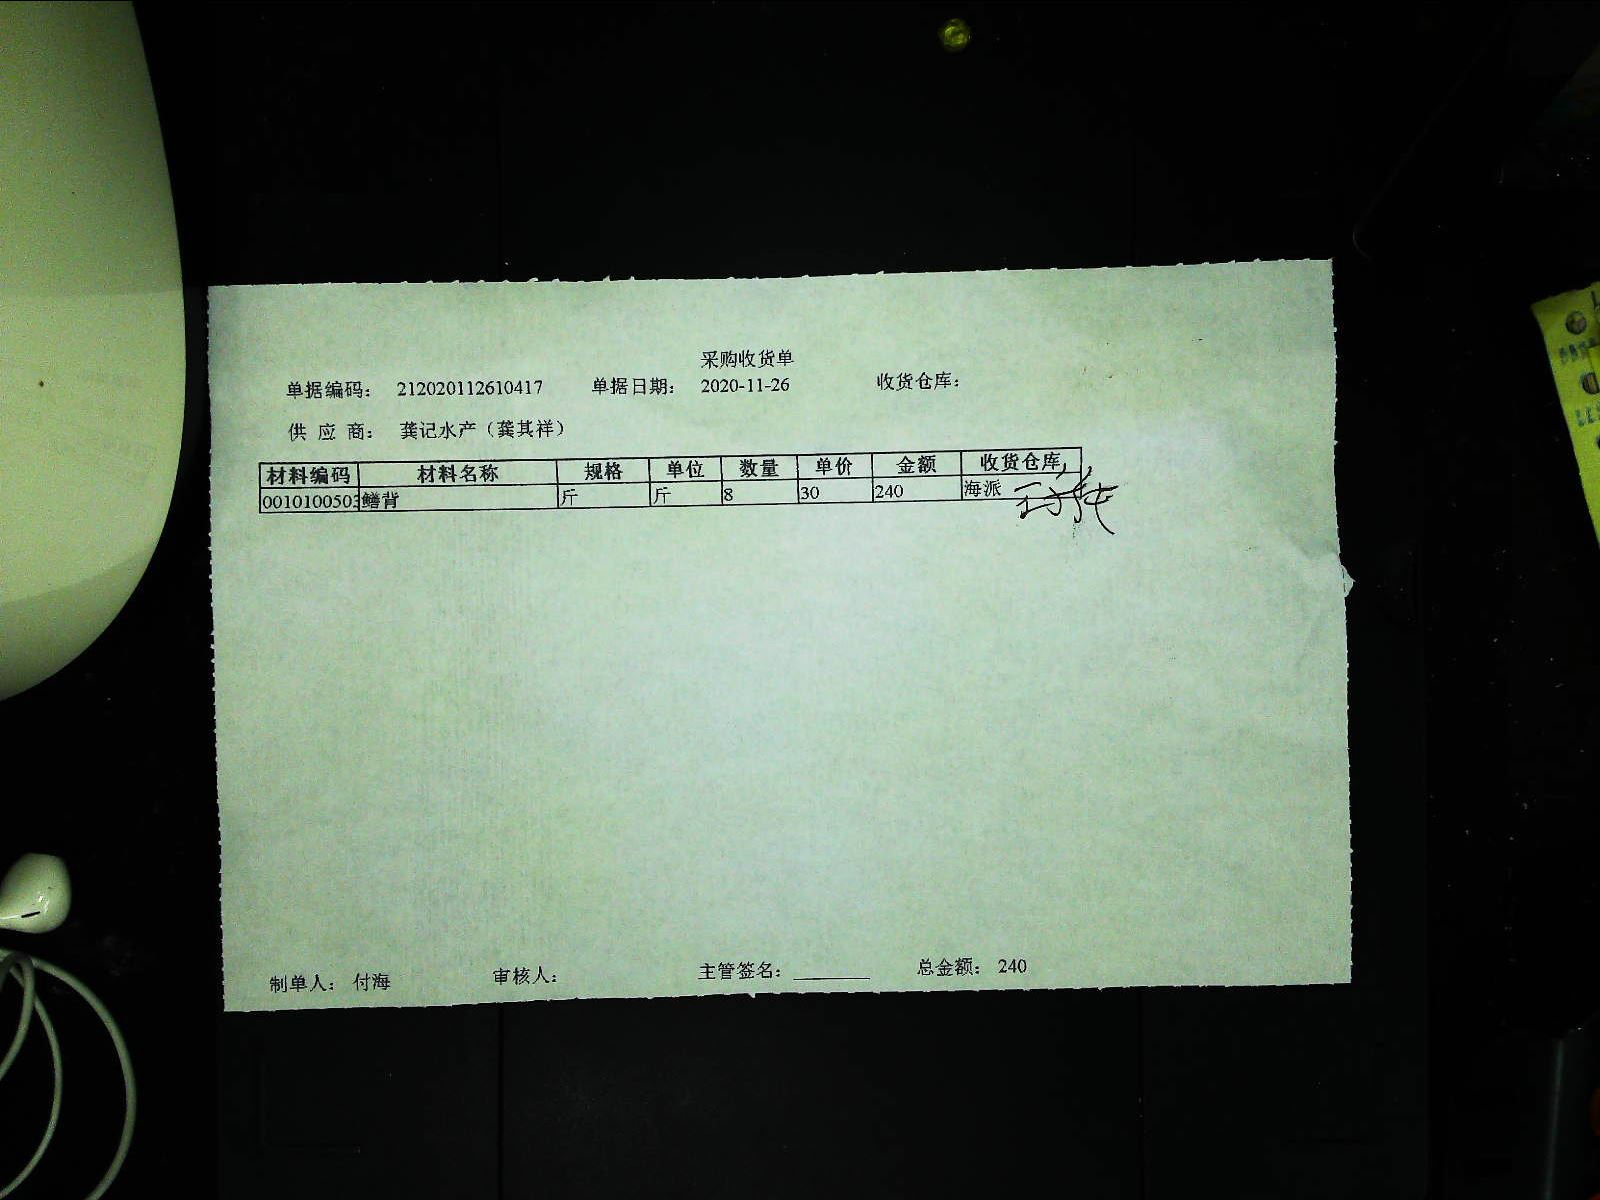 采购收货单
单据编码： 212020112610417 单据日期： 2020-11-26 收货仓库：
供 应 商： 龚记水产（龚其祥）
材料编码 材料名称 规格 单位 数量 单价 金额 收货仓库
0010100503 鳝背 斤 斤 8 30 240 海派
制单人： 付海 审核人： 主管签名： ________ 总金额： 240